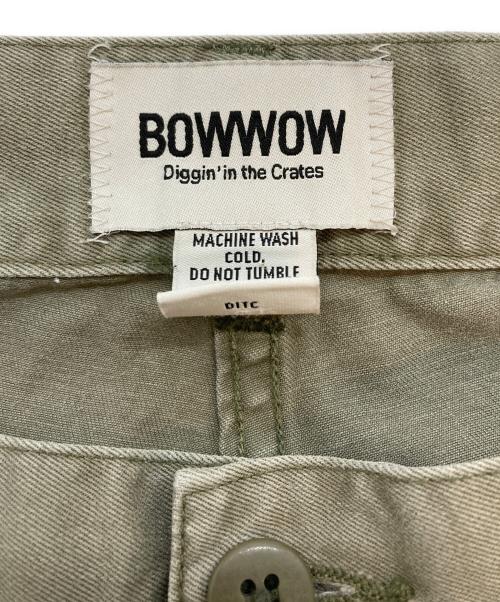 BOWWOW
Diggin' in the Crates
MACHINE WASH
COLD,
DO NOT TUMBLE
DITC